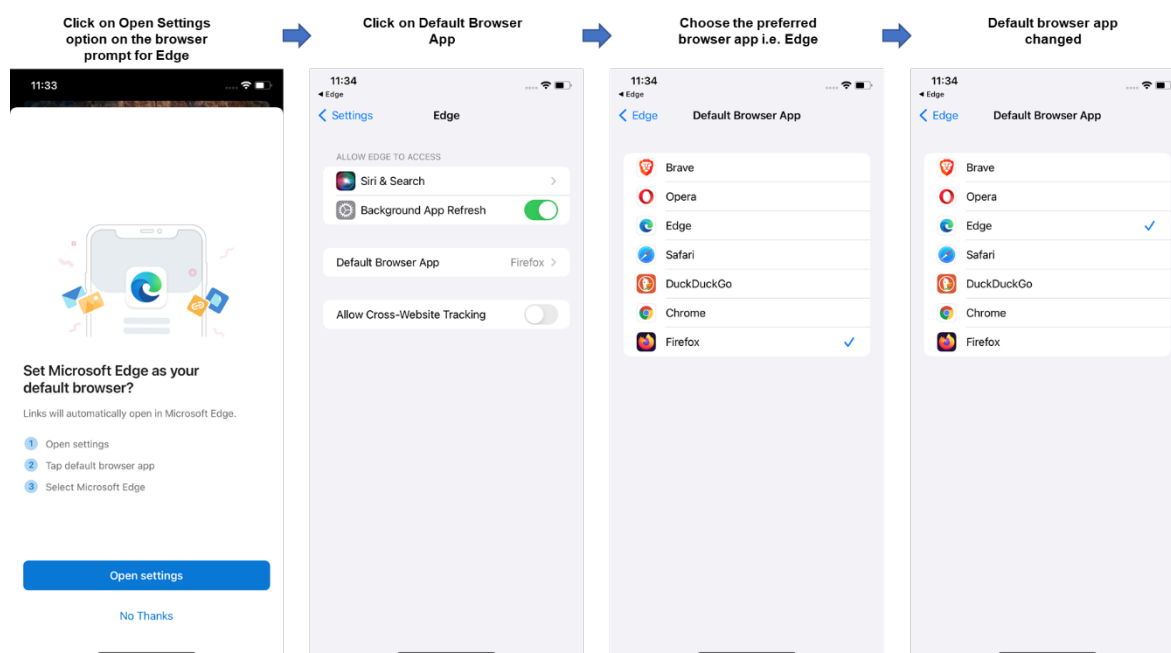 Click on Open Settings
option on the browser
prompt for Edge
Click on Default Browser
App
Choose the preferred
browser app i.e. Edge
Default browser app
changed
11:33
Set Microsoft Edge as your
default browser?
Links will automatically open in Microsoft Edge.
1 Open settings
2 Tap default browser app
3 Select Microsoft Edge
Open settings
No Thanks
11:34
◄ Edge
Settings
Edge
ALLOW EDGE TO ACCESS
Siri & Search
Background App Refresh
Default Browser App Firefox
Allow Cross-Website Tracking
11:34
◄ Edge
Edge
Default Browser App
Brave
Opera
Edge
Safari
DuckDuckGo
Chrome
Firefox
11:34
◄ Edge
Edge
Default Browser App
Brave
Opera
Edge
Safari
DuckDuckGo
Chrome
Firefox